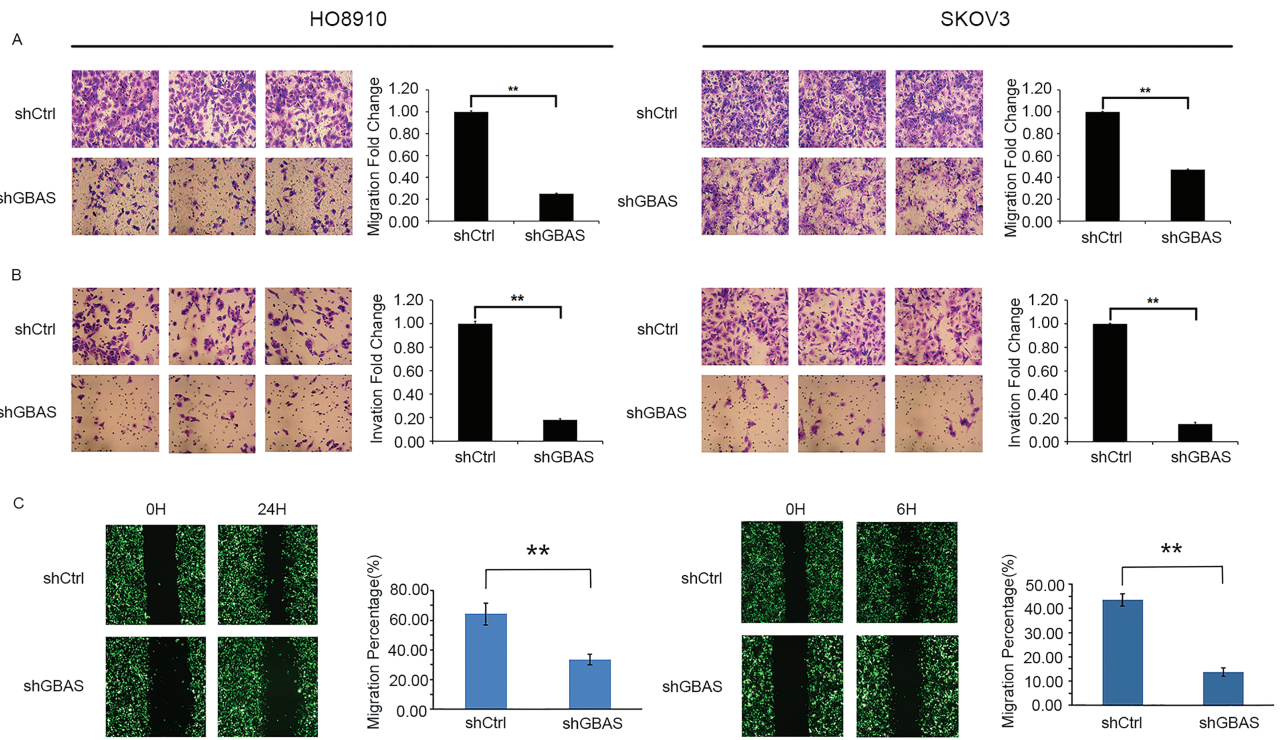 HO8910
SKOV3
A
shCtrl
shGBAS
Migration Fold Change
1.20
1.00
0.80
0.60
0.40
0.20
0.00
**
shCtrl
shGBAS
shCtrl
shGBAS
Migration Fold Change
1.20
1.00
0.80
0.60
0.40
0.20
0.00
**
shCtrl
shGBAS
B
shCtrl
shGBAS
Invation Fold Change
1.20
1.00
0.80
0.60
0.40
0.20
0.00
**
shCtrl
shGBAS
shCtrl
shGBAS
Invation Fold Change
1.20
1.00
0.80
0.60
0.40
0.20
0.00
**
shCtrl
shGBAS
C
0H
24H
shCtrl
shGBAS
Migration Percentage(%)
80.00
60.00
40.00
20.00
0.00
**
shCtrl
shGBAS
0H
6H
shCtrl
shGBAS
Migration Percentage(%)
50.00
40.00
30.00
20.00
10.00
0.00
**
shCtrl
shGBAS